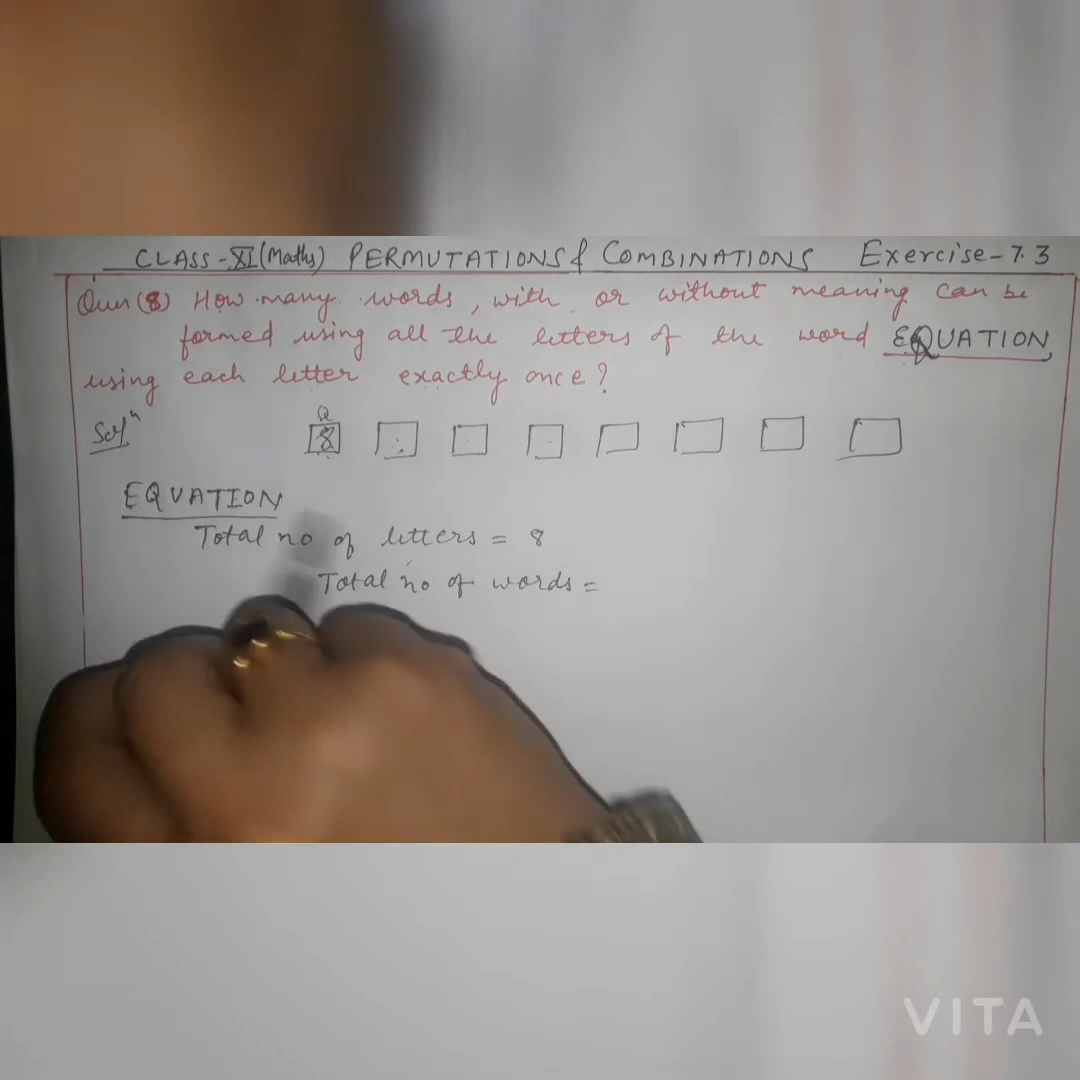 CLASS-XI(Maths) PERMUTATIONS & COMBINATIONS Exercise-7.3
Ques(8) How many words, with or without meaning can be
formed using all the letters of the word EQUATION,
using each letter exactly once?
Q
Solⁿ 8
EQUATION
Total no of letters = 8
Total no of words =
VITA